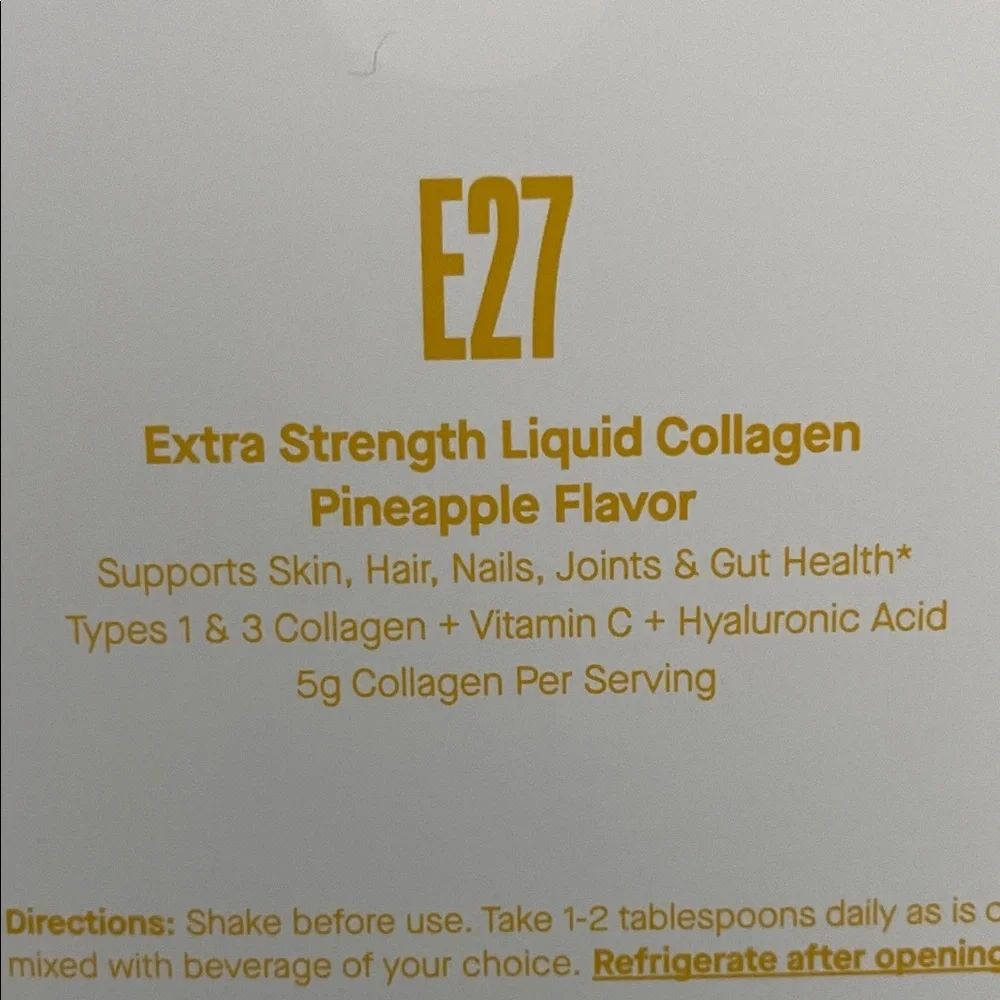 E27
Extra Strength Liquid Collagen
Pineapple Flavor
Supports Skin, Hair, Nails, Joints & Gut Health*
Types 1 & 3 Collagen + Vitamin C + Hyaluronic Acid
5g Collagen Per Serving
Directions: Shake before use. Take 1-2 tablespoons daily as is
mixed with beverage of your choice. Refrigerate after opening